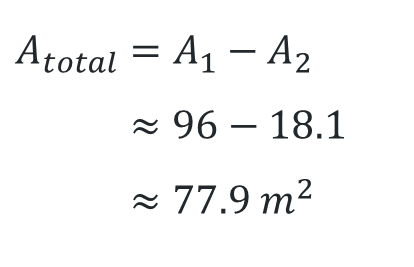 A_total = A_1 − A_2
≈ 96 − 18.1
≈ 77.9 m²